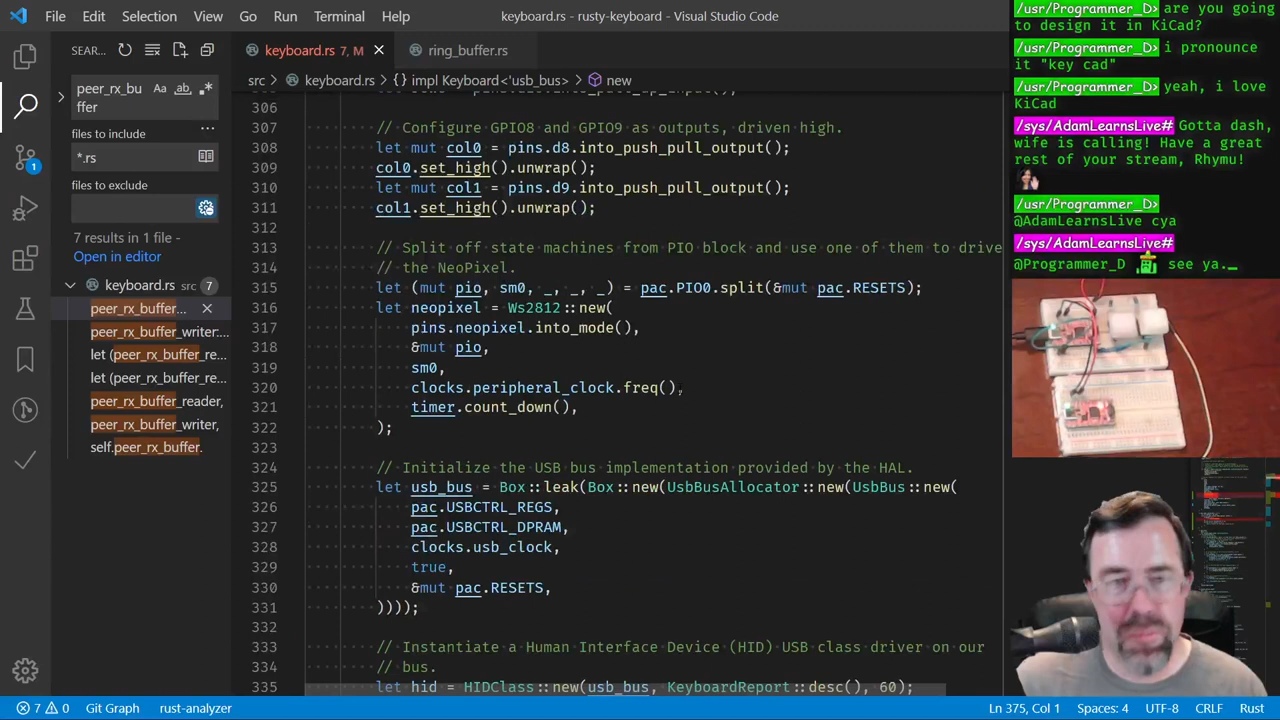 File Edit Selection View Go Run Terminal Help
keyboard.rs - rusty-keyboard - Visual Studio Code
SEAR...
peer_rx_bu
ffer
files to include
*.rs
files to exclude
7 results in 1 file -
Open in editor
keyboard.rs src 7
peer_rx_buffer...
peer_rx_buffer_writer:...
let (peer_rx_buffer_re...
let (peer_rx_buffer_re...
peer_rx_buffer_reader,
peer_rx_buffer_writer,
self.peer_rx_buffer.
keyboard.rs 7, M
ring_buffer.rs
src > keyboard.rs > {} impl Keyboard<'usb_bus> > new
306
307 // Configure GPIO8 and GPIO9 as outputs, driven high.
308 let mut col0 = pins.d8.into_push_pull_output();
309 col0.set_high().unwrap();
310 let mut col1 = pins.d9.into_push_pull_output();
311 col1.set_high().unwrap();
312
313 // Split off state machines from PIO block and use one of them to drive
314 // the NeoPixel.
315 let (mut pio, sm0, _, _, _) = pac.PIO0.split(&mut pac.RESETS);
316 let neopixel = Ws2812::new(
317 pins.neopixel.into_mode(),
318 &mut pio,
319 sm0,
320 clocks.peripheral_clock.freq(),
321 timer.count_down(),
322 );
323
324 // Initialize the USB bus implementation provided by the HAL.
325 let usb_bus = Box::leak(Box::new(UsbBusAllocator::new(UsbBus::new(
326 pac.USBCTRL_REGS,
327 pac.USBCTRL_DPRAM,
328 clocks.usb_clock,
329 true,
330 &mut pac.RESETS,
331 ))));
332
333 // Instantiate a Human Interface Device (HID) USB class driver on our
334 // bus.
335 let hid = HIDClass::new(usb_bus, KeyboardReport::desc(), 60);
/usr/Programmer_D> are you going
to design it in KiCad?
/usr/Programmer_D> i pronounce
it "key cad"
/usr/Programmer_D> yeah, i love
KiCad
/sys/AdamLearnsLive# Gotta dash,
wife is calling! Have a great
rest of your stream, Rhymu!
/usr/Programmer_D>
@AdamLearnsLive cya
/sys/AdamLearnsLive#
@Programmer_D see ya._
7 0 Git Graph rust-analyzer
Ln 375, Col 1 Spaces: 4 UTF-8 CRLF Rust